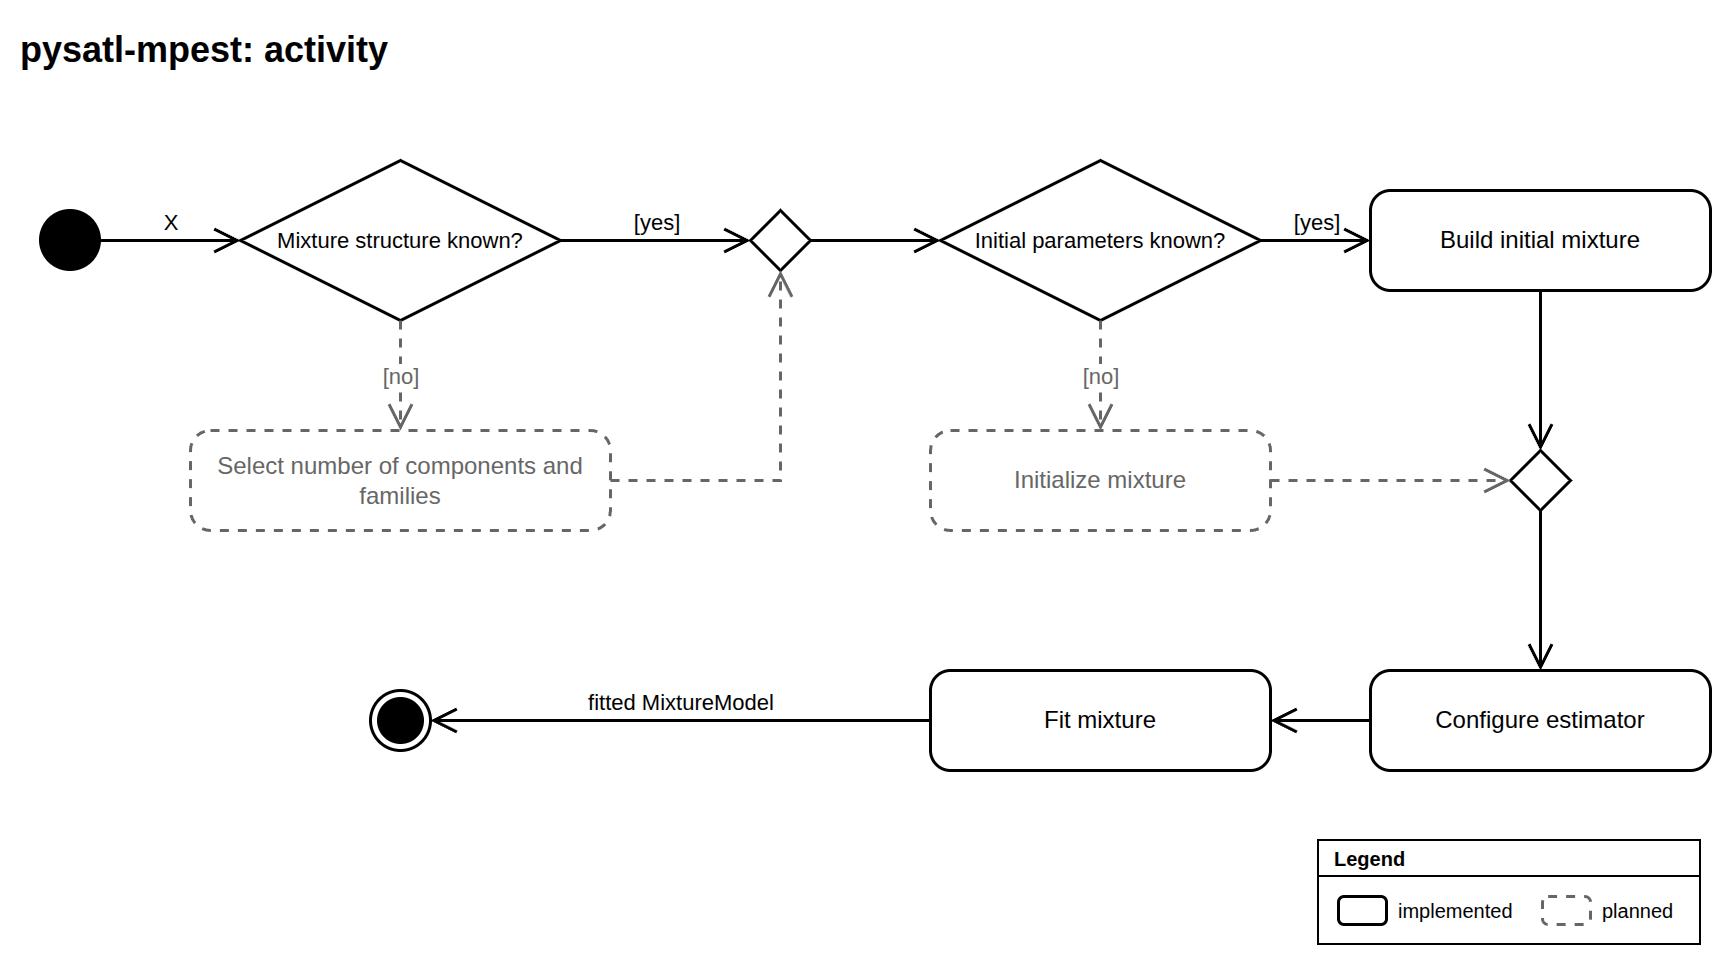 pysatl-mpest: activity
X
Mixture structure known?
[yes]
Initial parameters known?
[yes]
Build initial mixture
[no]
[no]
Select number of components and
families
Initialize mixture
fitted MixtureModel
Fit mixture
Configure estimator
Legend
implemented
planned